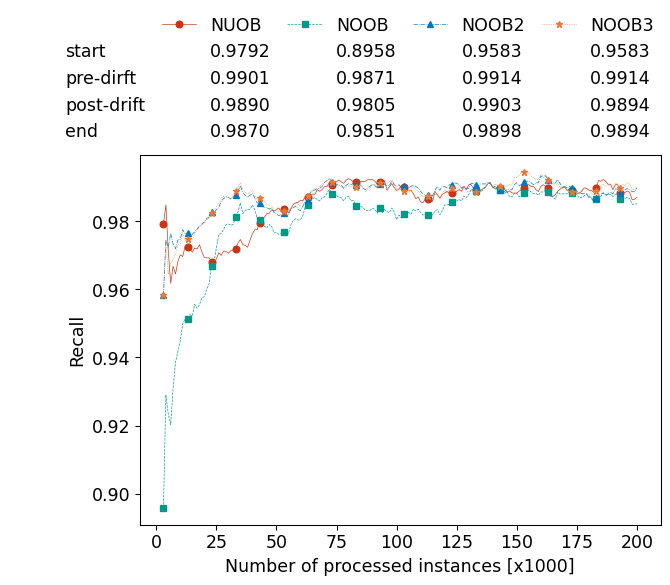 NUOB NOOB NOOB2 NOOB3
start 0.9792 0.8958 0.9583 0.9583
pre-dirft 0.9901 0.9871 0.9914 0.9914
post-drift 0.9890 0.9805 0.9903 0.9894
end 0.9870 0.9851 0.9898 0.9894
0.98
0.96
0.94
0.92
0.90
Recall
0 25 50 75 100 125 150 175 200
Number of processed instances [x1000]